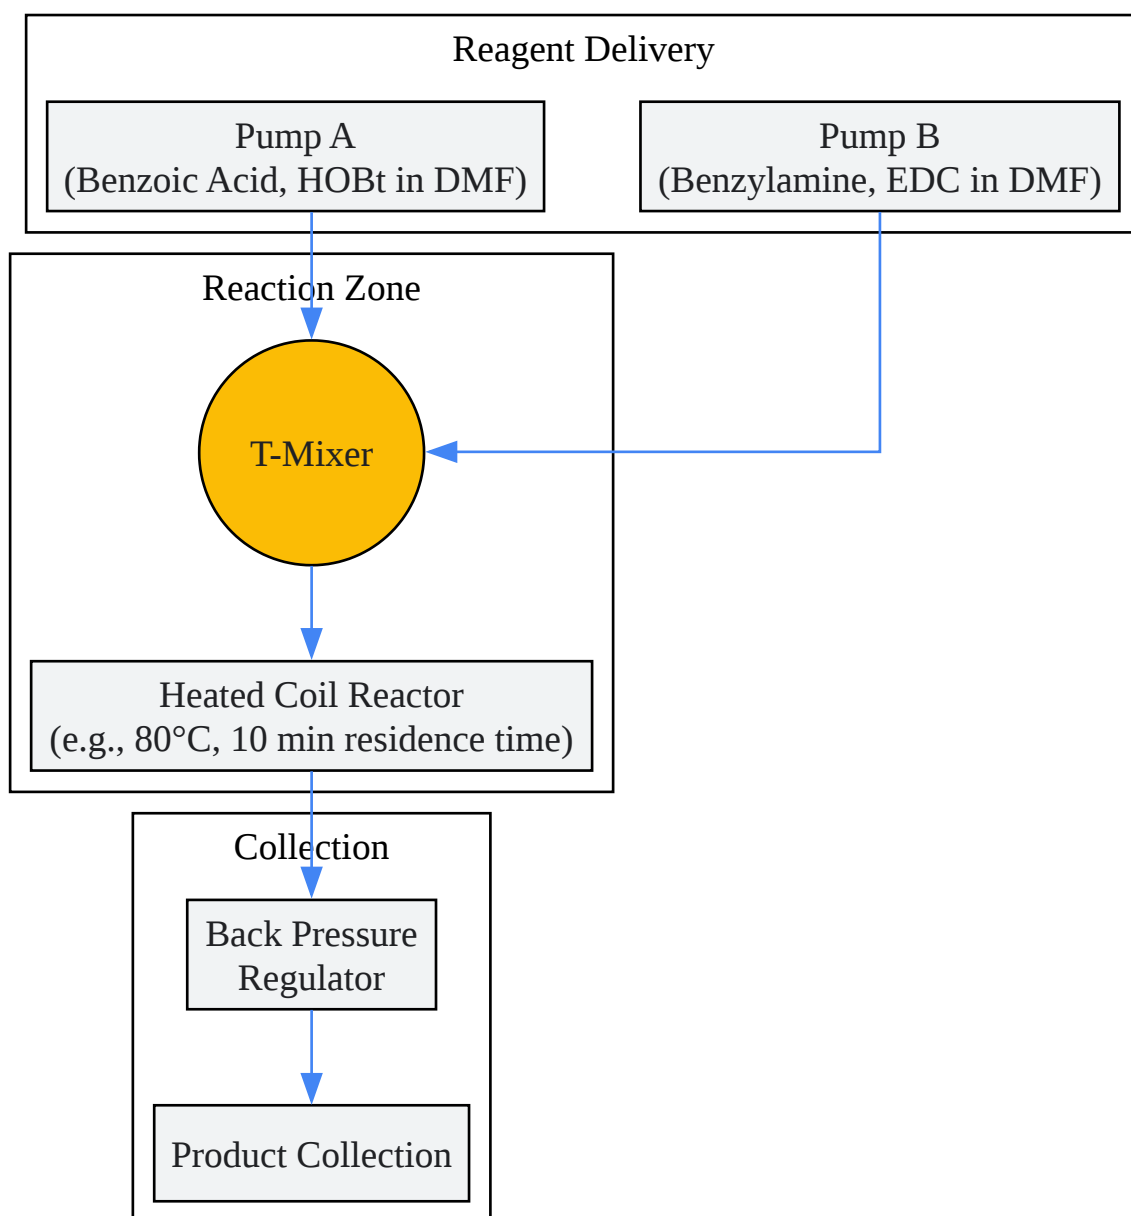 Reagent Delivery
Pump A
(Benzoic Acid, HOBt in DMF)
Pump B
(Benzylamine, EDC in DMF)
Reaction Zone
T-Mixer
Heated Coil Reactor
(e.g., 80°C, 10 min residence time)
Collection
Back Pressure
Regulator
Product Collection